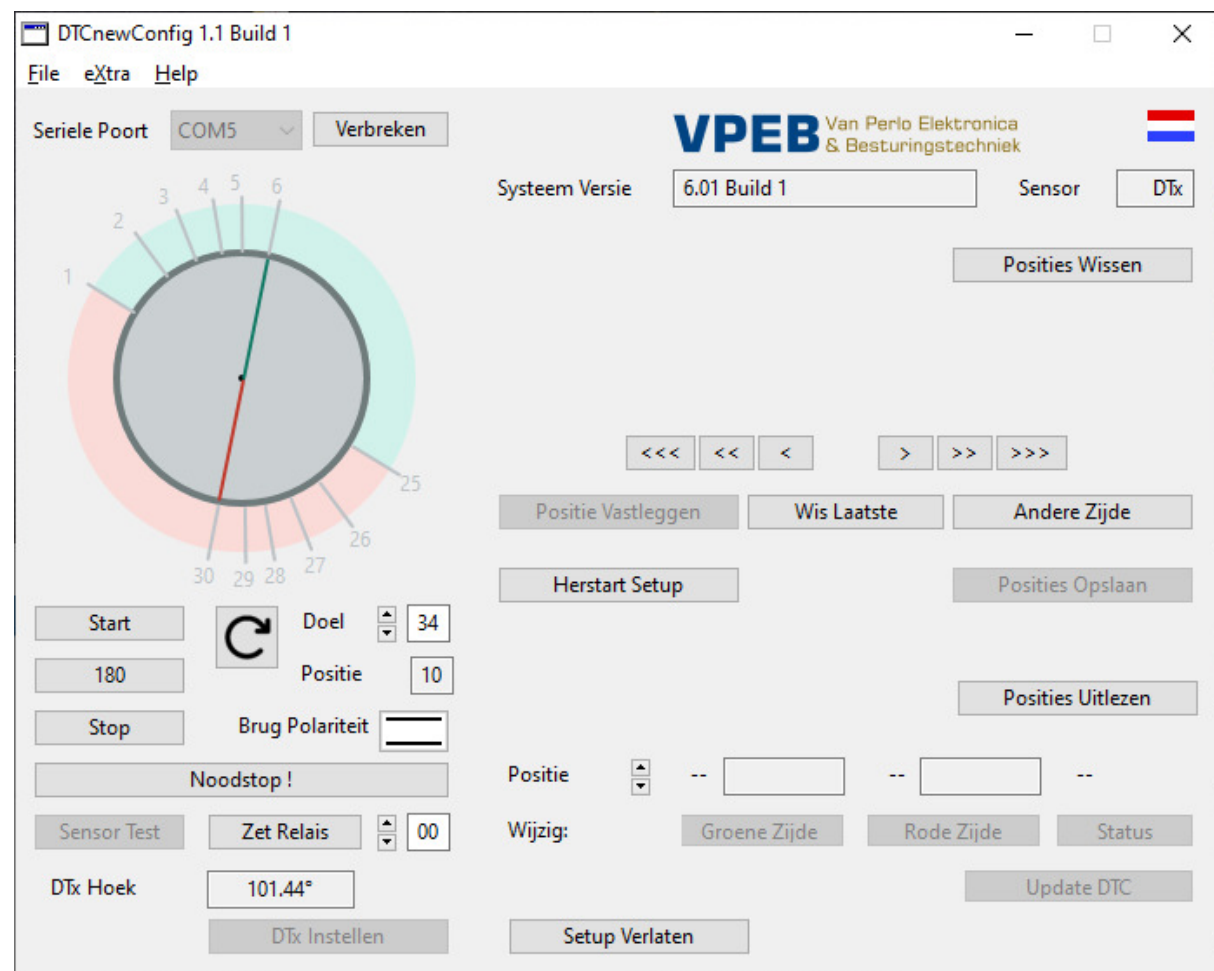 DTCnewConfig 1.1 Build 1
File eXtra Help
Seriele Poort COM5 Verbreken
VPEB Van Perlo Elektronica
& Besturingstechniek
Systeem Versie 6.01 Build 1 Sensor DTx
1 2 3 4 5 6
Posities Wissen
<<< << < > >> >>>
25
Positie Vastleggen Wis Laatste Andere Zijde
30 29 28 27 26
Herstart Setup Posities Opslaan
Start Doel 34
180 Positie 10
Posities Uitlezen
Stop Brug Polariteit
Noodstop !
Positie -- -- --
Sensor Test Zet Relais 00
Wijzig: Groene Zijde Rode Zijde Status
DTx Hoek 101.44°
Update DTC
DTx Instellen Setup Verlaten